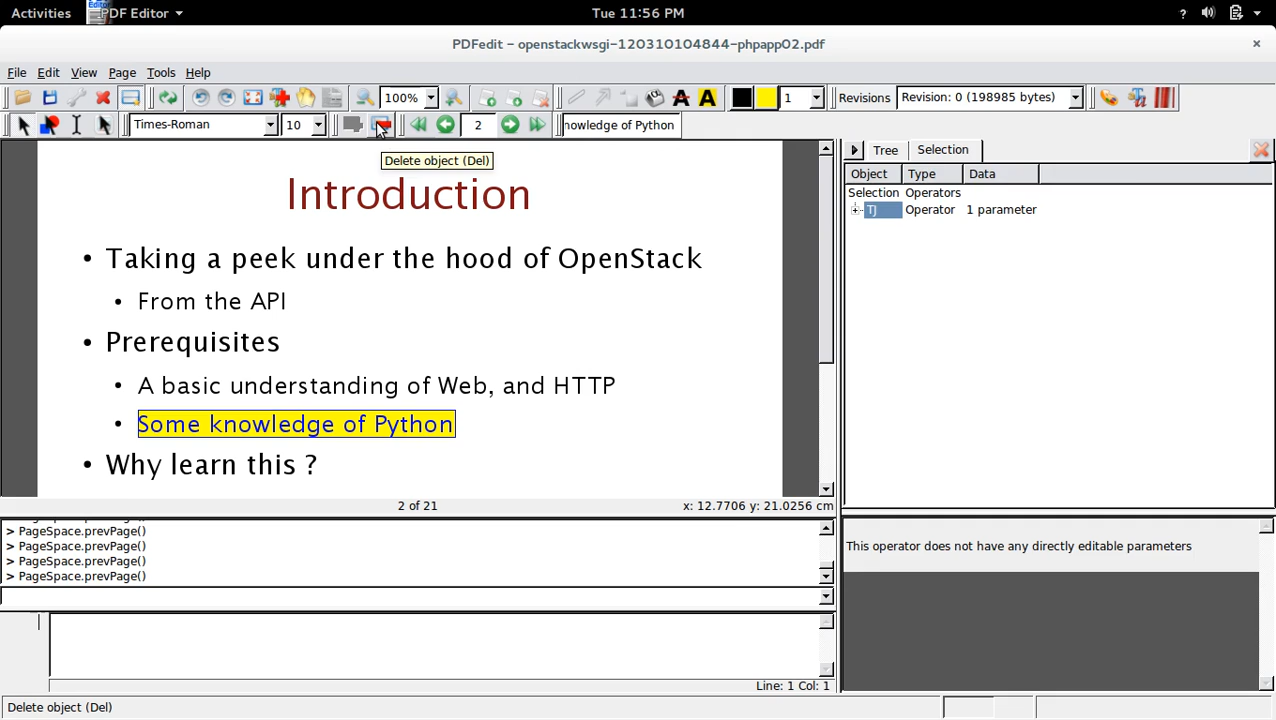 Activities
Editor
PDF Editor
Tue 11:56 PM
?
PDFedit – openstackwsgi-120310104844-phpapp02.pdf
File Edit View Page Tools Help
100%
A A
1
Revisions
Revision: 0 (198985 bytes)
Times-Roman
10
2
nowledge of Python
Delete object (Del)
Introduction
• Taking a peek under the hood of OpenStack
• From the API
• Prerequisites
• A basic understanding of Web, and HTTP
• Some knowledge of Python
• Why learn this ?
2 of 21
x: 12.7706 y: 21.0256 cm
> PageSpace.prevPage()
> PageSpace.prevPage()
> PageSpace.prevPage()
> PageSpace.prevPage()
Line: 1 Col: 1
Tree Selection
Object Type Data
Selection Operators
TJ Operator 1 parameter
This operator does not have any directly editable parameters
Delete object (Del)